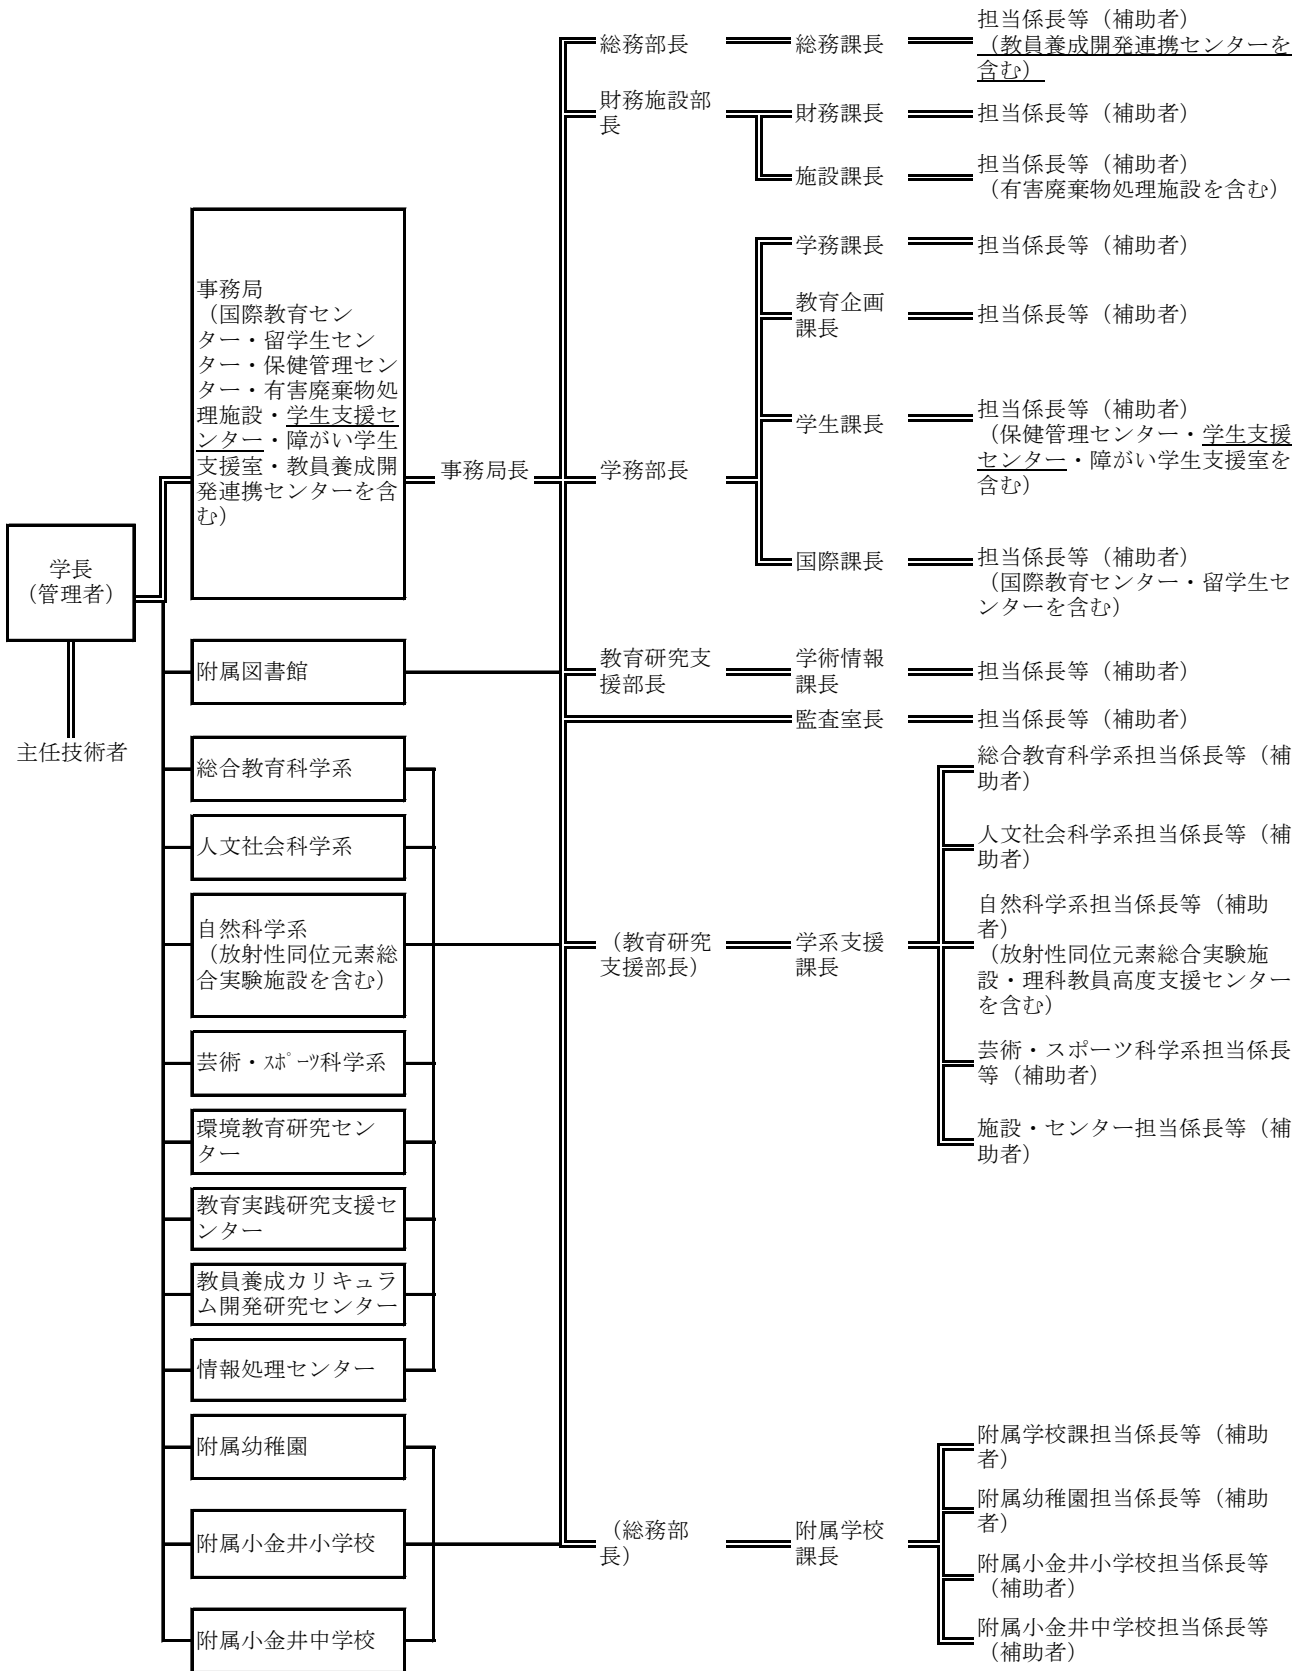 学長
（管理者）
主任技術者
事務局
（国際教育セン
ター・留学生セン
ター・保健管理セン
ター・有害廃棄物処
理施設・学生支援セ
ンター・障がい学生
支援室・教員養成開
発連携センターを含
む）
附属図書館
総合教育科学系
人文社会科学系
自然科学系
（放射性同位元素総
合実験施設を含む）
芸術・ｽﾎﾟｰﾂ科学系
環境教育研究セン
ター
教育実践研究支援セ
ンター
教員養成カリキュラ
ム開発研究センター
情報処理センター
附属幼稚園
附属小金井小学校
附属小金井中学校
事務局長
総務部長
総務課長
担当係長等（補助者）
（教員養成開発連携センターを
含む）
財務施設部
長
財務課長
担当係長等（補助者）
施設課長
担当係長等（補助者）
（有害廃棄物処理施設を含む）
学務部長
学務課長
担当係長等（補助者）
教育企画
課長
担当係長等（補助者）
学生課長
担当係長等（補助者）
（保健管理センター・学生支援
センター・障がい学生支援室を
含む）
国際課長
担当係長等（補助者）
（国際教育センター・留学生セ
ンターを含む）
教育研究支
援部長
学術情報
課長
担当係長等（補助者）
監査室長
担当係長等（補助者）
（教育研究
支援部長）
学系支援
課長
総合教育科学系担当係長等（補
助者）
人文社会科学系担当係長等（補
助者）
自然科学系担当係長等（補助
者）
（放射性同位元素総合実験施
設・理科教員高度支援センター
を含む）
芸術・スポーツ科学系担当係長
等（補助者）
施設・センター担当係長等（補
助者）
（総務部
長）
附属学校
課長
附属学校課担当係長等（補助
者）
附属幼稚園担当係長等（補助
者）
附属小金井小学校担当係長等
（補助者）
附属小金井中学校担当係長等
（補助者）